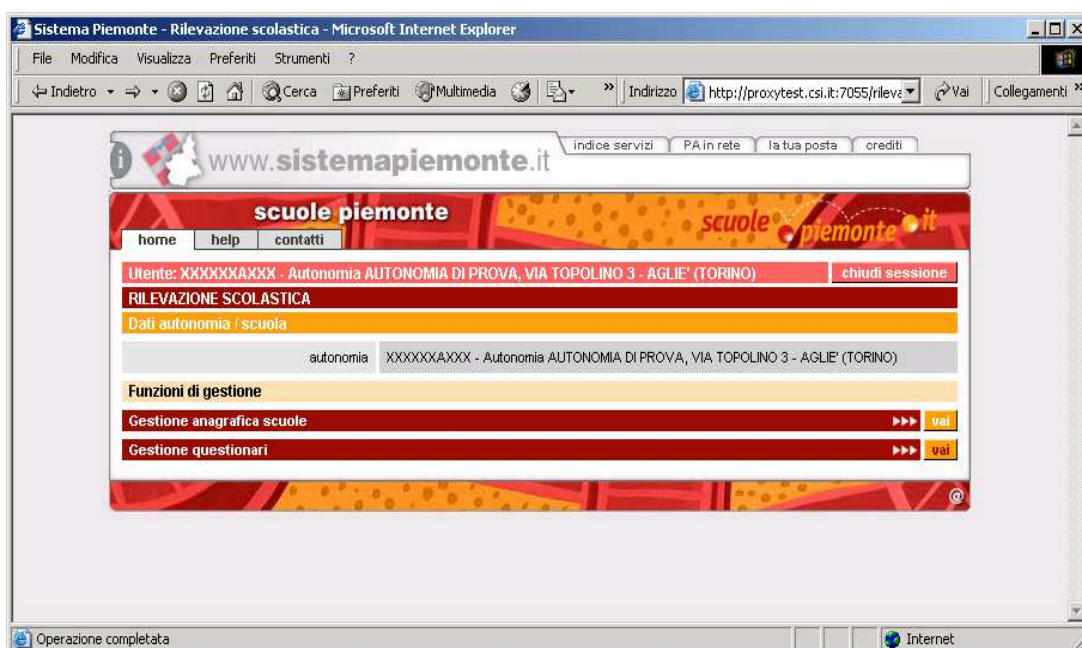 Sistema Piemonte - Rilevazione scolastica - Microsoft Internet Explorer
File Modifica Visualizza Preferiti Strumenti ?
Indietro Cerca Preferiti Multimedia » Indirizzo http://proxytest.csi.it:7055/rileva Vai Collegamenti »
www.sistemapiemonte.it
indice servizi PA in rete la tua posta crediti
scuole piemonte
scuole piemonte it
home help contatti
Utente: XXXXXXAXXX - Autonomia AUTONOMIA DI PROVA, VIA TOPOLINO 3 - AGLIE' (TORINO) chiudi sessione
RILEVAZIONE SCOLASTICA
Dati autonomia / scuola
autonomia XXXXXXAXXX - Autonomia AUTONOMIA DI PROVA, VIA TOPOLINO 3 - AGLIE' (TORINO)
Funzioni di gestione
Gestione anagrafica scuole vai
Gestione questionari vai
@
Operazione completata Internet